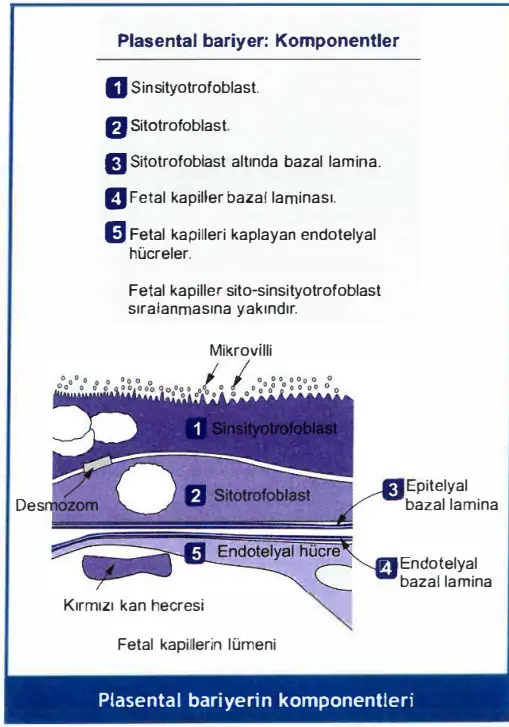 Plasental bariyer: Komponentler
1 Sinsityotrofoblast.
2 Sitotrofoblast.
3 Sitotrofoblast altında bazal lamina.
4 Fetal kapiller bazal laminası.
5 Fetal kapilleri kaplayan endotelyal
hücreler.
Fetal kapiller sito-sinsityotrofoblast
sıralanmasına yakındır.
Mikrovilli
1 Sinsityotrofoblast
2 Sitotrofoblast
3 Epitelyal
bazal lamina
Desmozom
5 Endotelyal hücre
4 Endotelyal
bazal lamina
Kırmızı kan hecresi
Fetal kapillerin lümeni
Plasental bariyerin komponentleri